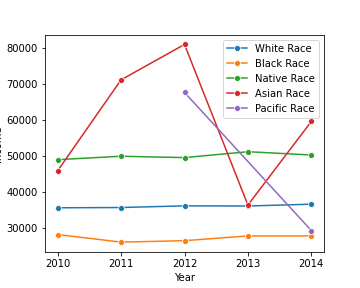 80000
70000
60000
50000
40000
30000
2010 2011 2012 2013 2014
Year
White Race
Black Race
Native Race
Asian Race
Pacific Race